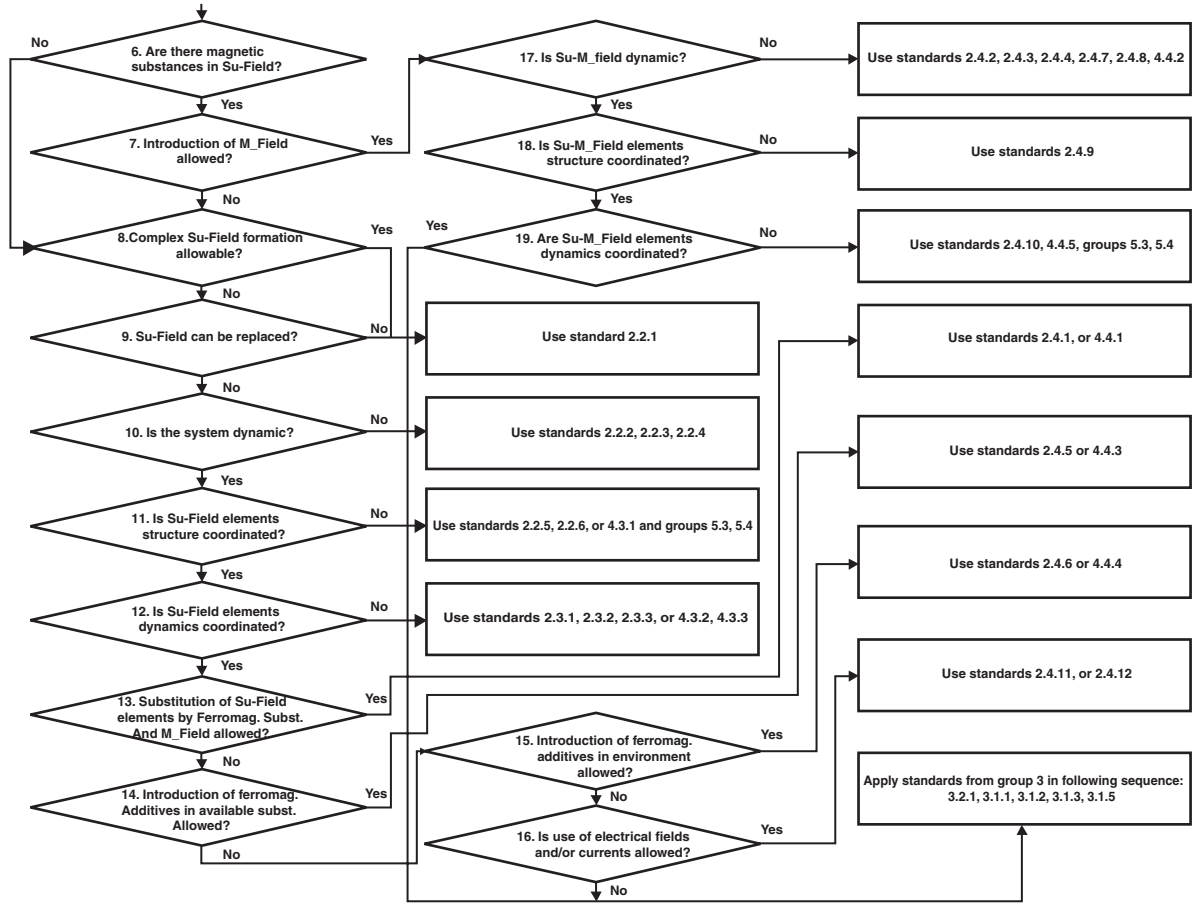 No
6. Are there magnetic
substances in Su-Field?
Yes
7. Introduction of M_Field
allowed?
Yes
No
8.Complex Su-Field formation
allowable?
Yes
No
9. Su-Field can be replaced?
No
No
10. Is the system dynamic?
No
Yes
11. Is Su-Field elements
structure coordinated?
No
Yes
12. Is Su-Field elements
dynamics coordinated?
No
Yes
13. Substitution of Su-Field
elements by Ferromag. Subst.
And M_Field allowed?
Yes
No
14. Introduction of ferromag.
Additives in available subst.
Allowed?
Yes
No
17. Is Su-M_field dynamic?
No
Yes
18. Is Su-M_Field elements
structure coordinated?
No
Yes
Yes
19. Are Su-M_Field elements
dynamics coordinated?
No
Use standard 2.2.1
Use standards 2.2.2, 2.2.3, 2.2.4
Use standards 2.2.5, 2.2.6, or 4.3.1 and groups 5.3, 5.4
Use standards 2.3.1, 2.3.2, 2.3.3, or 4.3.2, 4.3.3
15. Introduction of ferromag.
additives in environment
allowed?
Yes
No
16. Is use of electrical fields
and/or currents allowed?
Yes
No
Use standards 2.4.2, 2.4.3, 2.4.4, 2.4.7, 2.4.8, 4.4.2
Use standards 2.4.9
Use standards 2.4.10, 4.4.5, groups 5.3, 5.4
Use standards 2.4.1, or 4.4.1
Use standards 2.4.5 or 4.4.3
Use standards 2.4.6 or 4.4.4
Use standards 2.4.11, or 2.4.12
Apply standards from group 3 in following sequence:
3.2.1, 3.1.1, 3.1.2, 3.1.3, 3.1.5